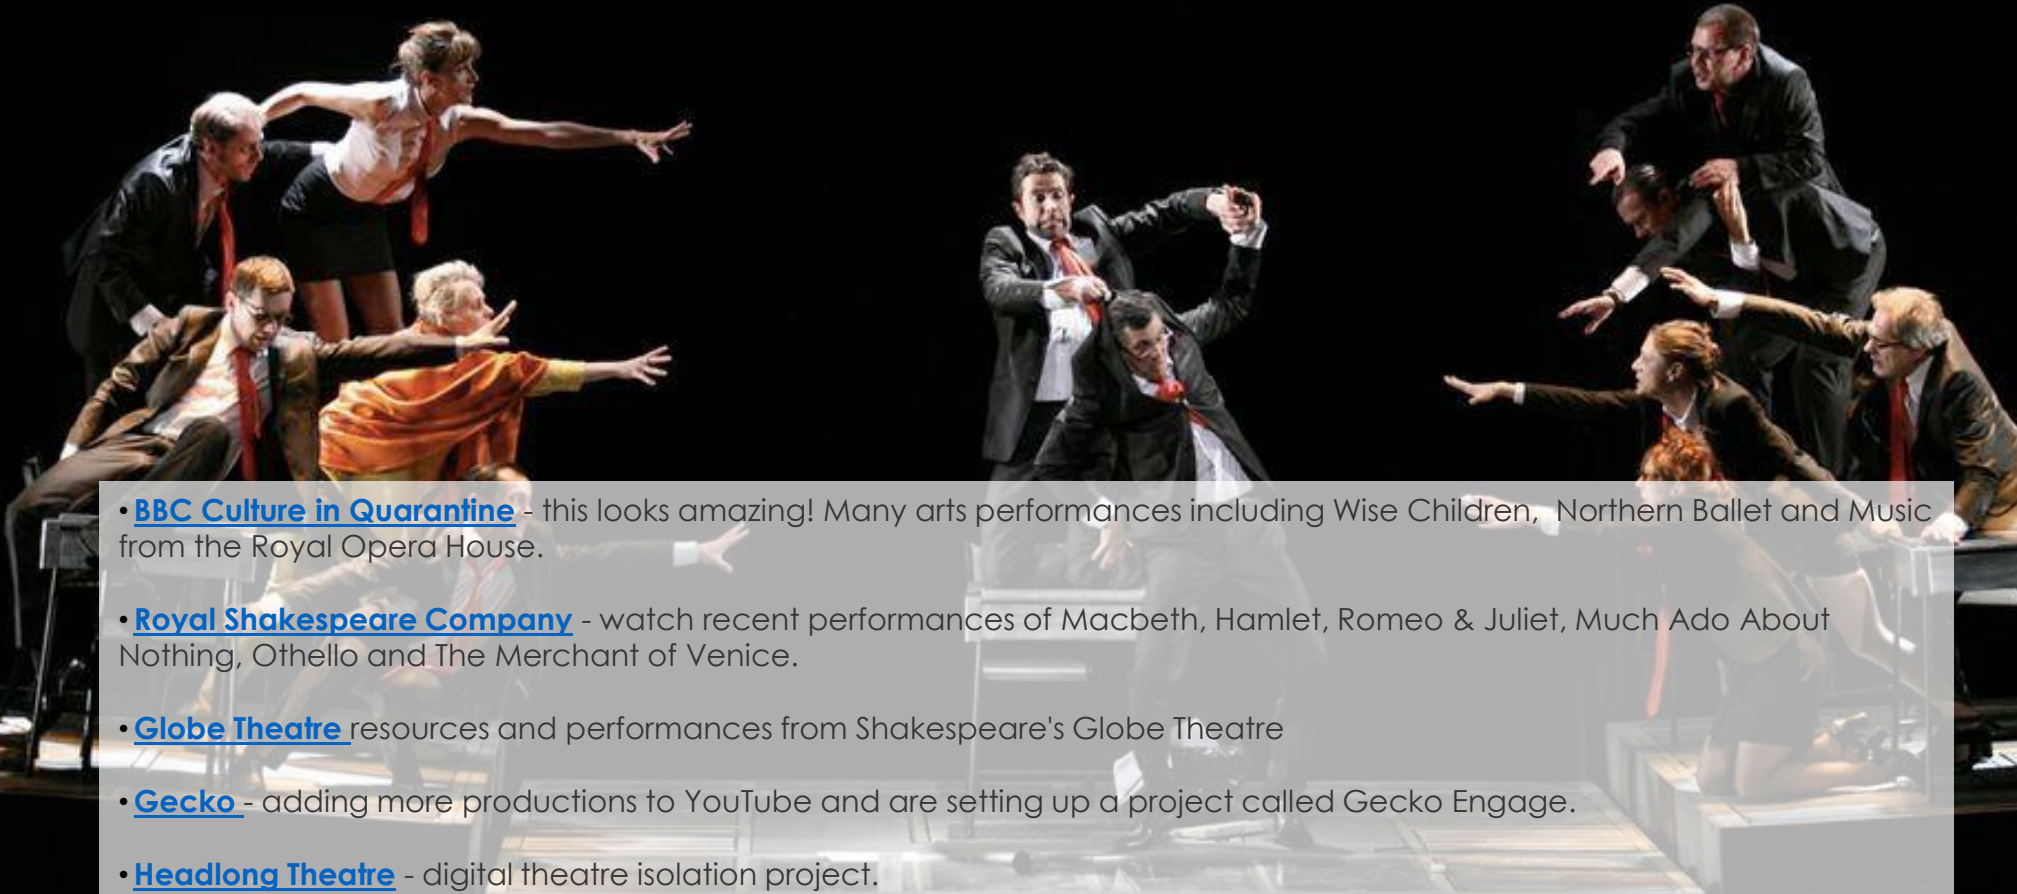 • BBC Culture in Quarantine - this looks amazing! Many arts performances including Wise Children,  Northern Ballet and Music
from the Royal Opera House.
• Royal Shakespeare Company - watch recent performances of Macbeth, Hamlet, Romeo & Juliet, Much Ado About
Nothing, Othello and The Merchant of Venice.
• Globe Theatre resources and performances from Shakespeare's Globe Theatre
• Gecko - adding more productions to YouTube and are setting up a project called Gecko Engage.
• Headlong Theatre - digital theatre isolation project.